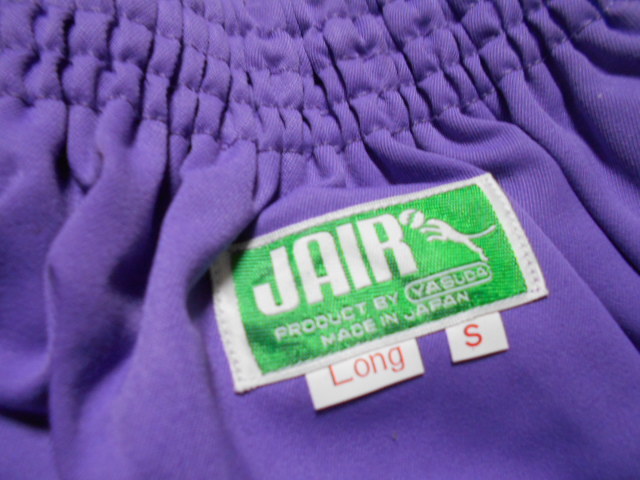 JAIR
PRODUCT BY YASUDA
MADE IN JAPAN
Long S